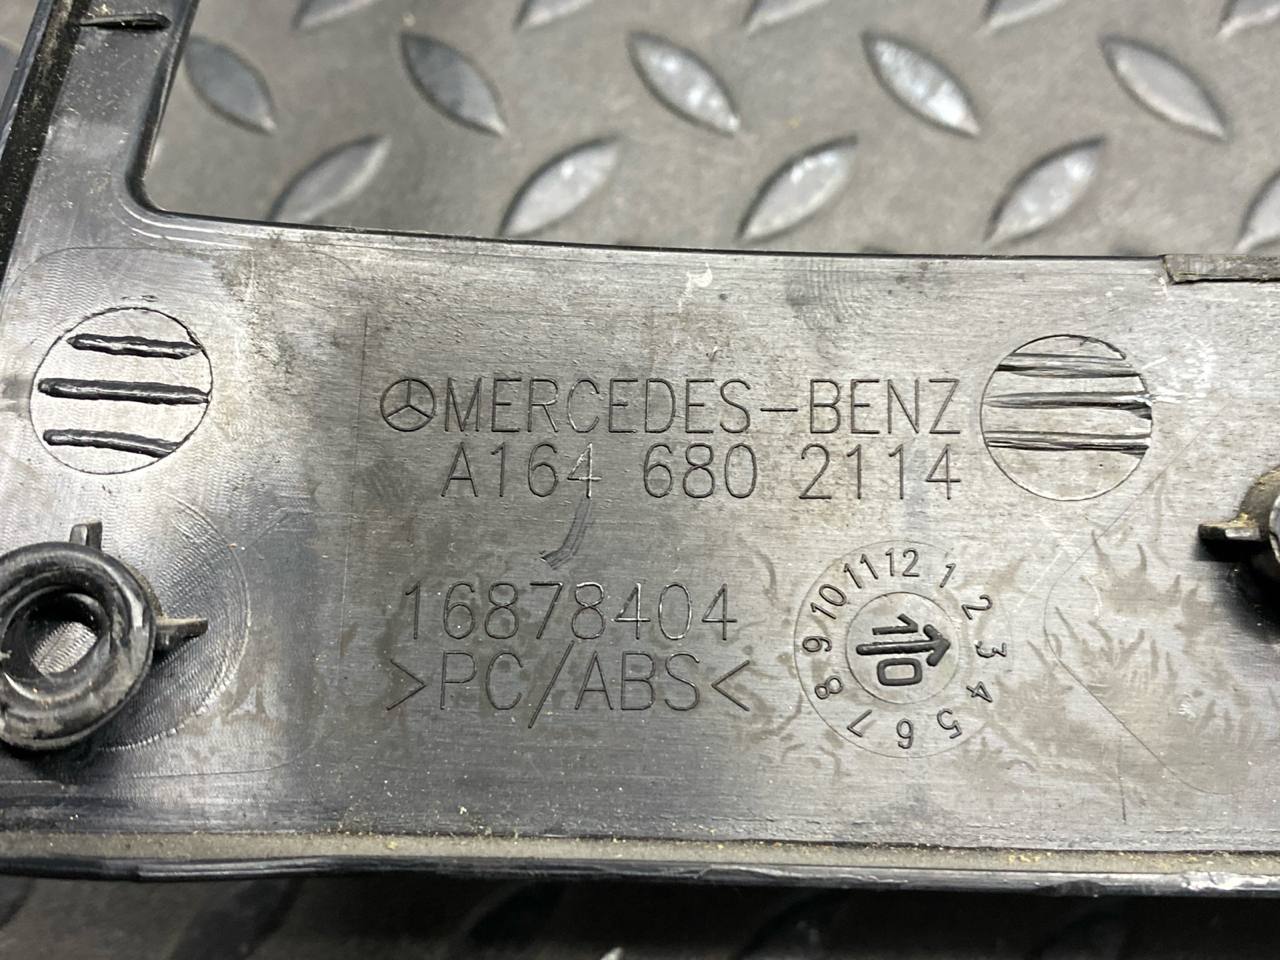 MERCEDES-BENZ
A164 680 2114
16878404
>PC/ABS<
1 2 3 4 5 6 7 8 9 10 11 12
10